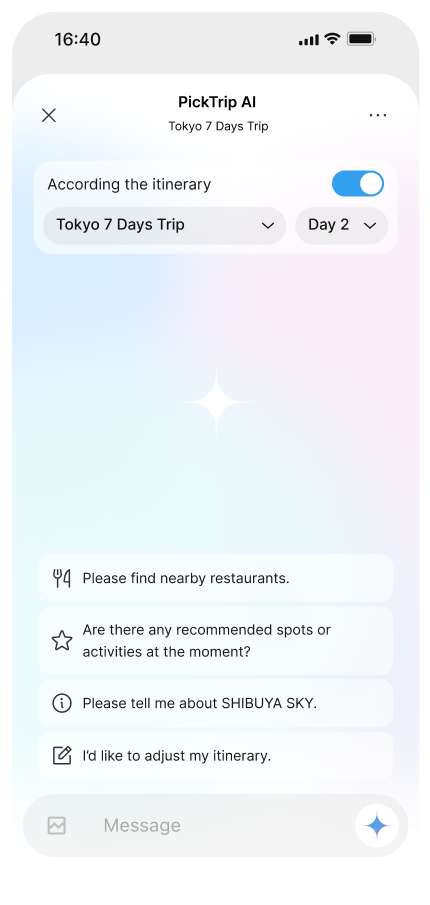 16:40
PickTrip AI
Tokyo 7 Days Trip
According the itinerary
Tokyo 7 Days Trip
Day 2
Please find nearby restaurants.
Are there any recommended spots or
activities at the moment?
Please tell me about SHIBUYA SKY.
I'd like to adjust my itinerary.
Message